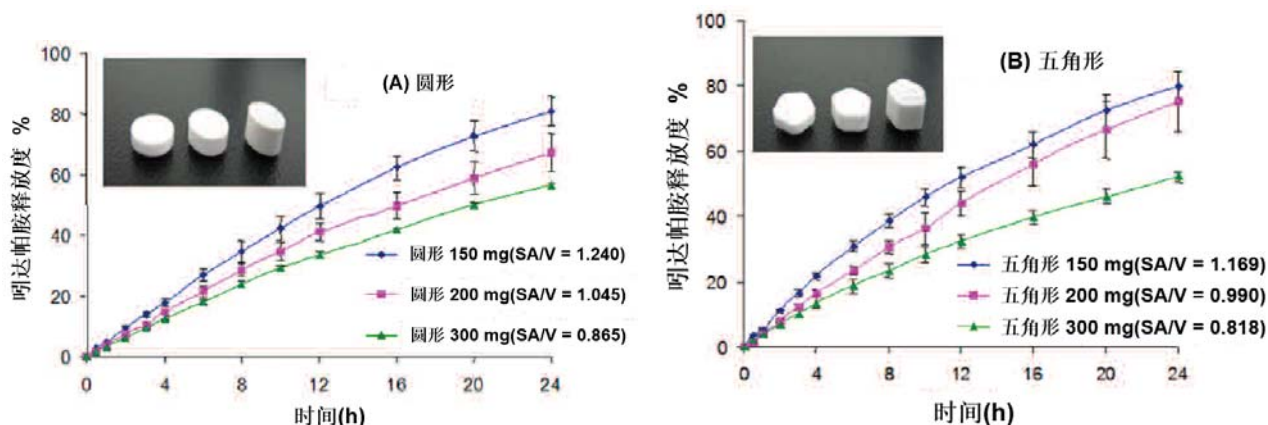 (A) 圆形
吲达帕胺释放度 %
100
80
60
40
20
0
圆形 150 mg(SA/V = 1.240)
圆形 200 mg(SA/V = 1.045)
圆形 300 mg(SA/V = 0.865)
0 4 8 12 16 20 24
时间(h)
(B) 五角形
吲达帕胺释放度 %
100
80
60
40
20
0
五角形 150 mg(SA/V = 1.169)
五角形 200 mg(SA/V = 0.990)
五角形 300 mg(SA/V = 0.818)
0 4 8 12 16 20 24
时间(h)